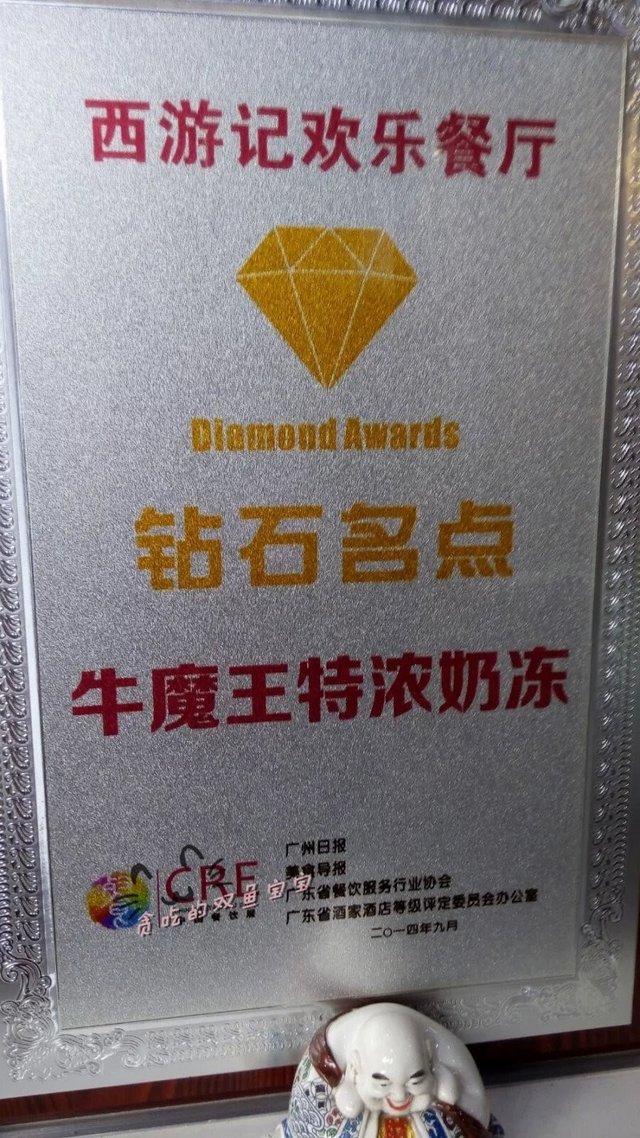 西游记欢乐餐厅
Diamond Awards
钻石名点
牛魔王特浓奶冻
CRE
广州日报
美食导报
广东省餐饮服务行业协会
广东省酒家酒店等级评定委员会办公室
二〇一四年九月
贪吃的双鱼宝宝